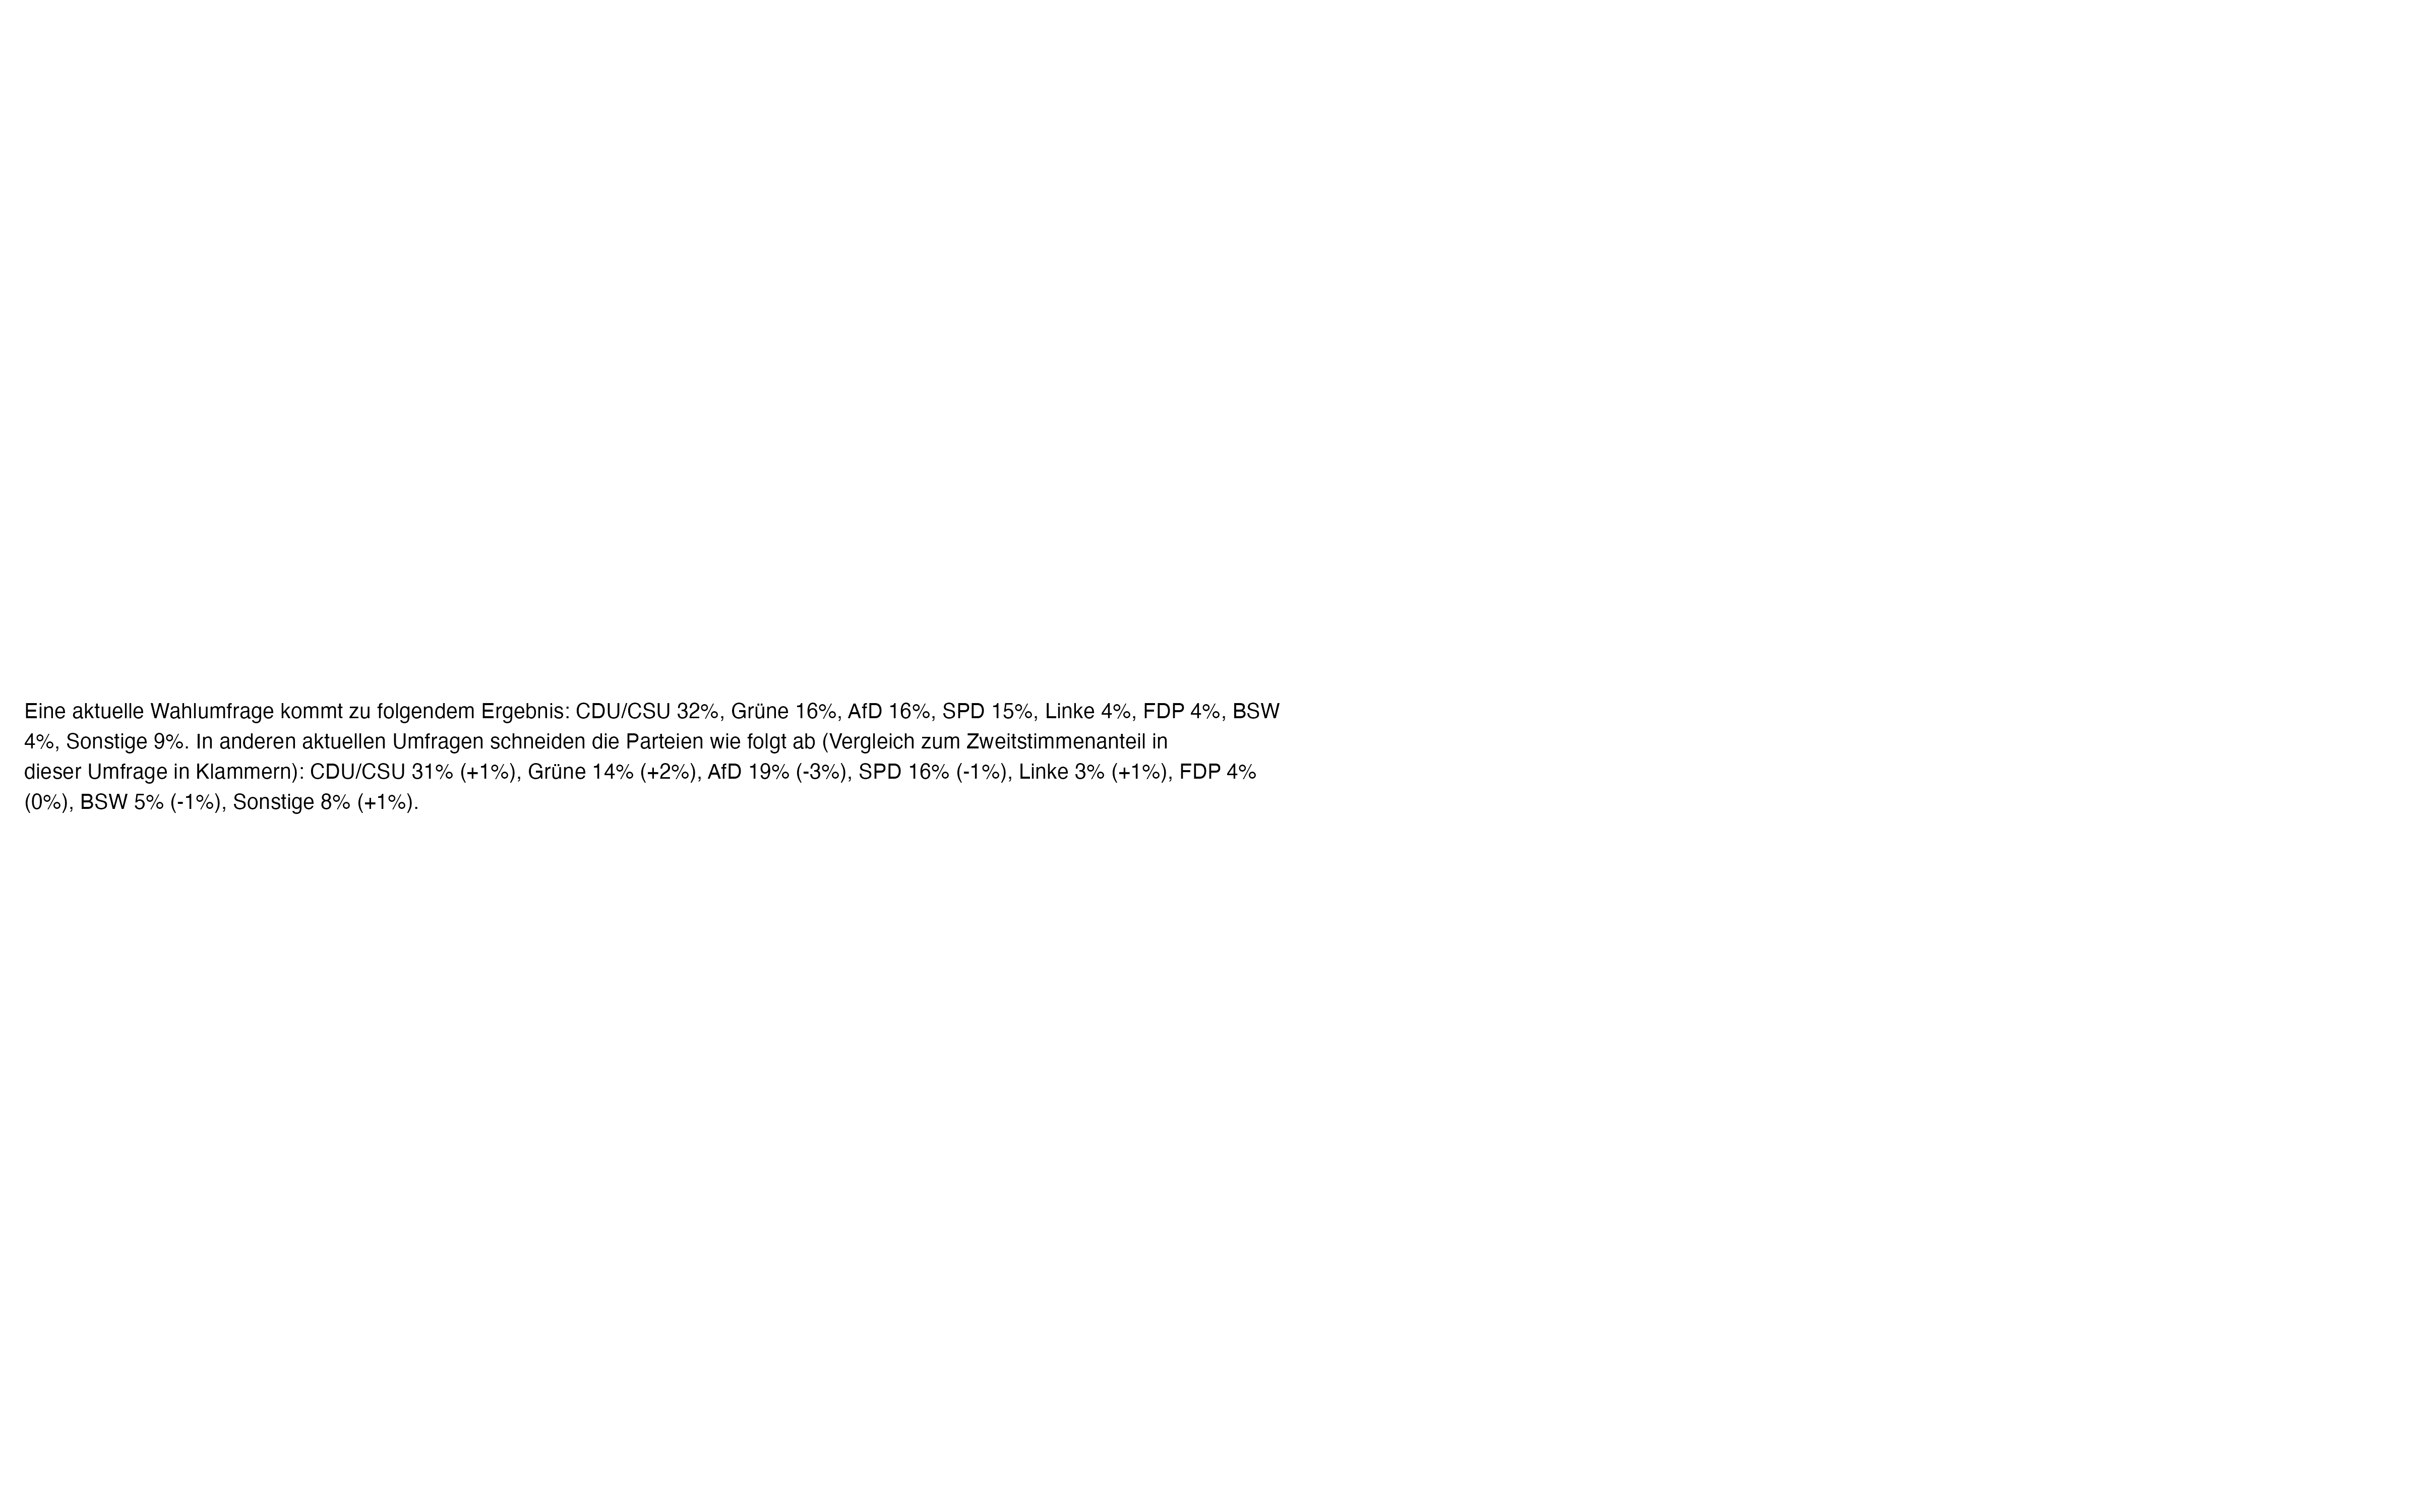 Eine aktuelle Wahlumfrage kommt zu folgendem Ergebnis: CDU/CSU 32%, Grüne 16%, AfD 16%, SPD 15%, Linke 4%, FDP 4%, BSW
4%, Sonstige 9%. In anderen aktuellen Umfragen schneiden die Parteien wie folgt ab (Vergleich zum Zweitstimmenanteil in
dieser Umfrage in Klammern): CDU/CSU 31% (+1%), Grüne 14% (+2%), AfD 19% (-3%), SPD 16% (-1%), Linke 3% (+1%), FDP 4%
(0%), BSW 5% (-1%), Sonstige 8% (+1%).